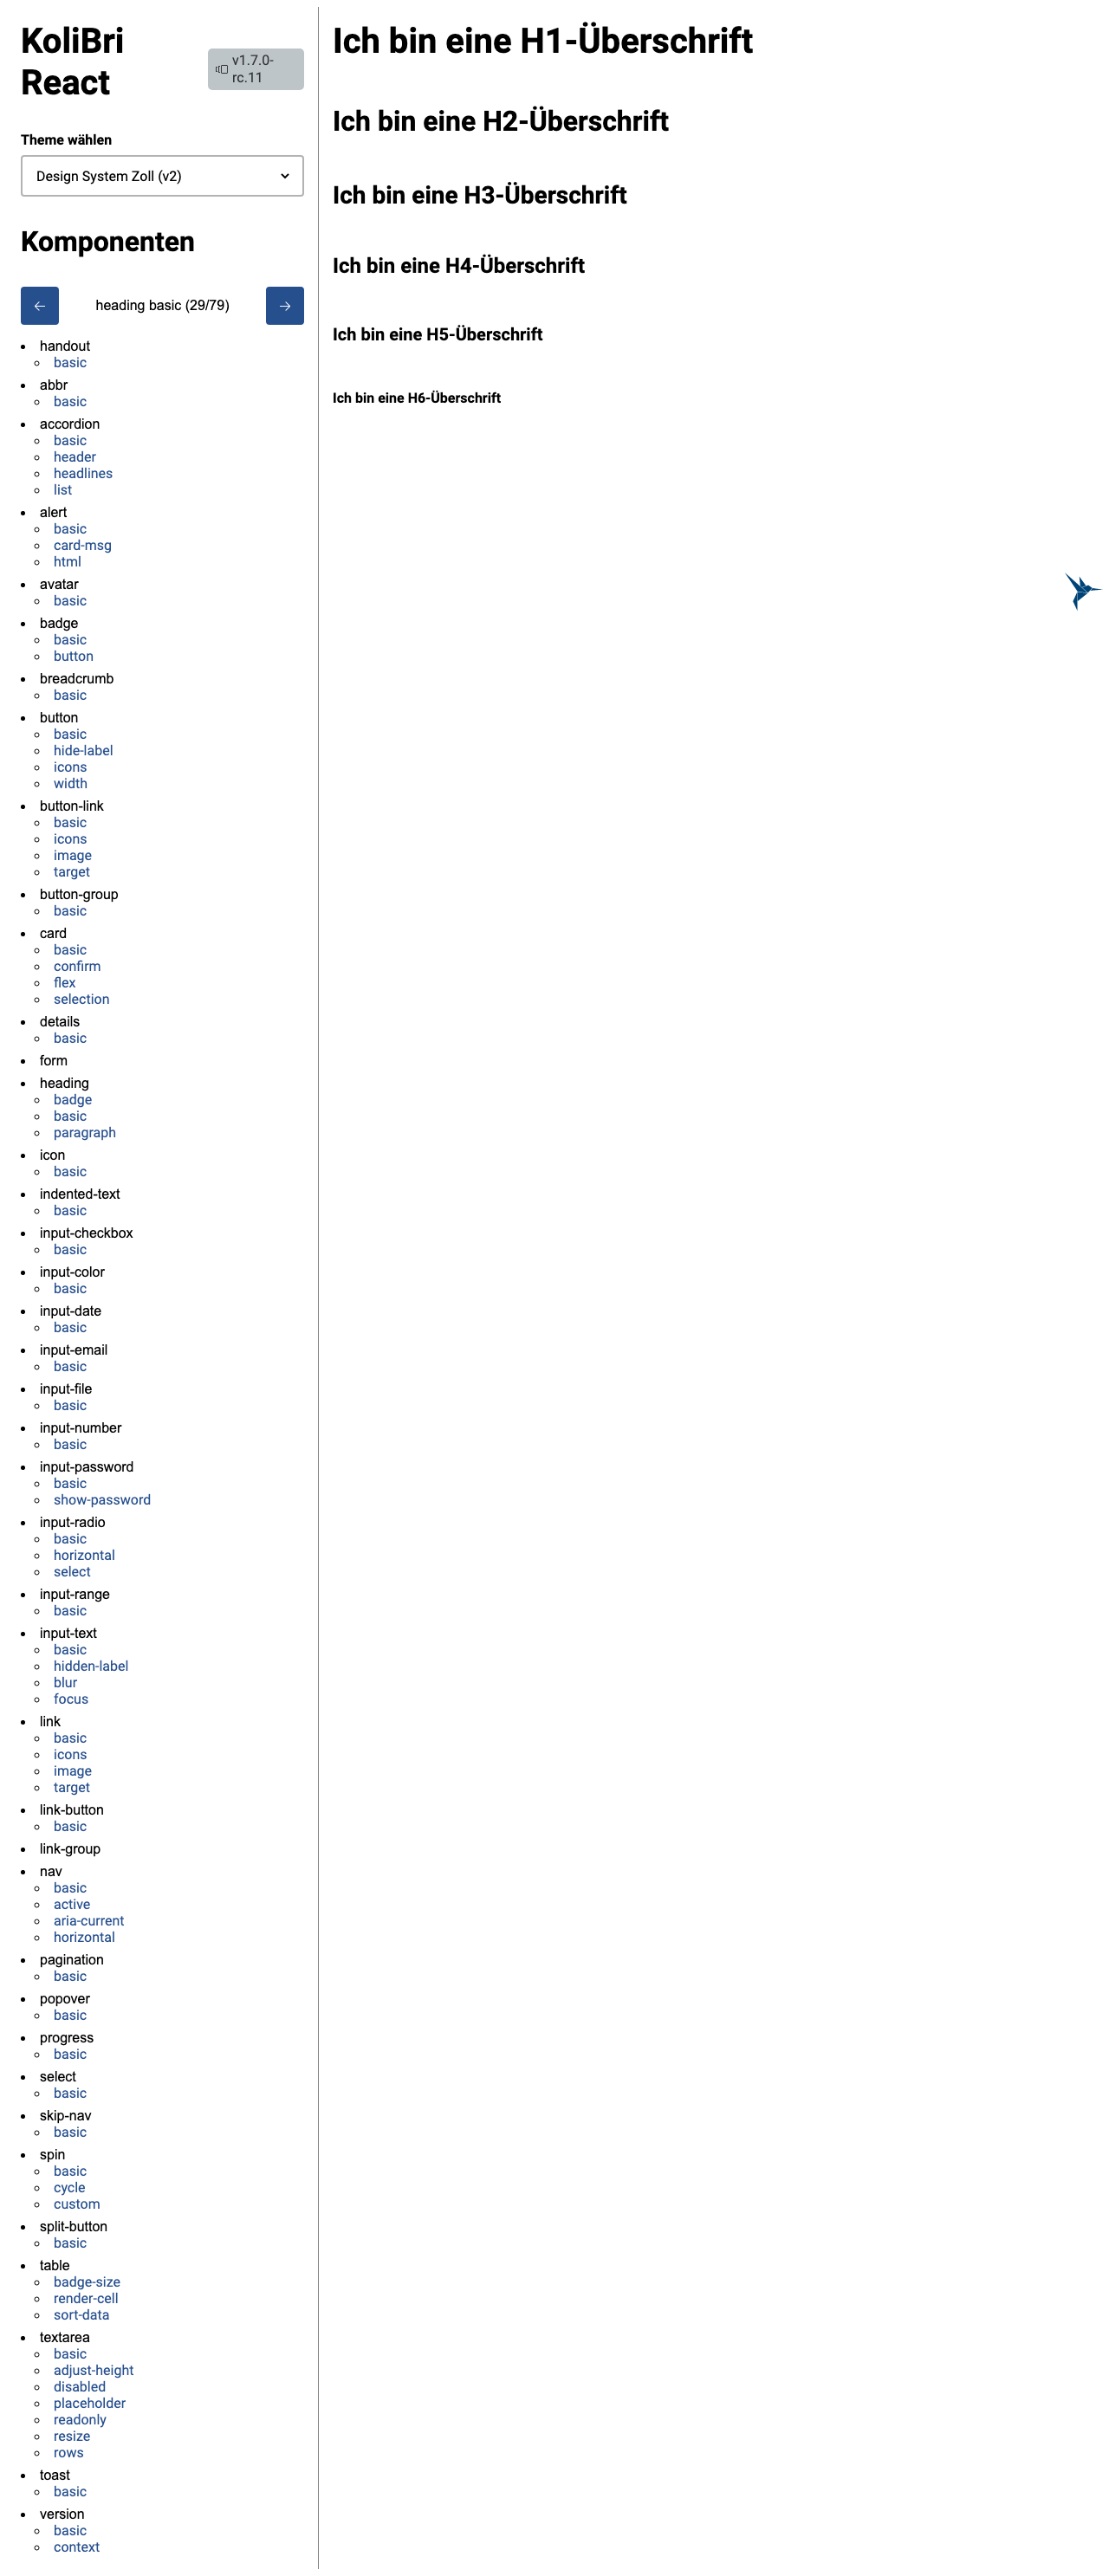 KoliBri
React
v1.7.0-
rc.11
Theme wählen
Design System Zoll (v2)
Komponenten
heading basic (29/79)
handout
basic
abbr
basic
accordion
basic
header
headlines
list
alert
basic
card-msg
html
avatar
basic
badge
basic
button
breadcrumb
basic
button
basic
hide-label
icons
width
button-link
basic
icons
image
target
button-group
basic
card
basic
confirm
flex
selection
details
basic
form
heading
badge
basic
paragraph
icon
basic
indented-text
basic
input-checkbox
basic
input-color
basic
input-date
basic
input-email
basic
input-file
basic
input-number
basic
input-password
basic
show-password
input-radio
basic
horizontal
select
input-range
basic
input-text
basic
hidden-label
blur
focus
link
basic
icons
image
target
link-button
basic
link-group
nav
basic
active
aria-current
horizontal
pagination
basic
popover
basic
progress
basic
select
basic
skip-nav
basic
spin
basic
cycle
custom
split-button
basic
table
badge-size
render-cell
sort-data
textarea
basic
adjust-height
disabled
placeholder
readonly
resize
rows
toast
basic
version
basic
context
Ich bin eine H1-Überschrift
Ich bin eine H2-Überschrift
Ich bin eine H3-Überschrift
Ich bin eine H4-Überschrift
Ich bin eine H5-Überschrift
Ich bin eine H6-Überschrift